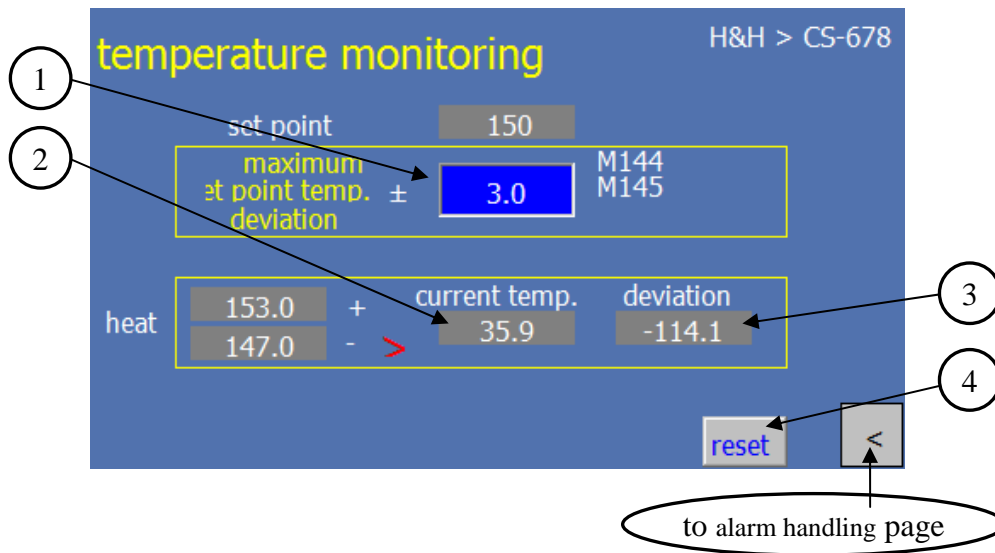 temperature monitoring
H&H > CS-678
1
set point
150
2
maximum
et point temp.
deviation
±
3.0
M144
M145
heat
153.0
+
147.0
-
>
current temp.
35.9
deviation
-114.1
3
4
reset
<
to alarm handling page